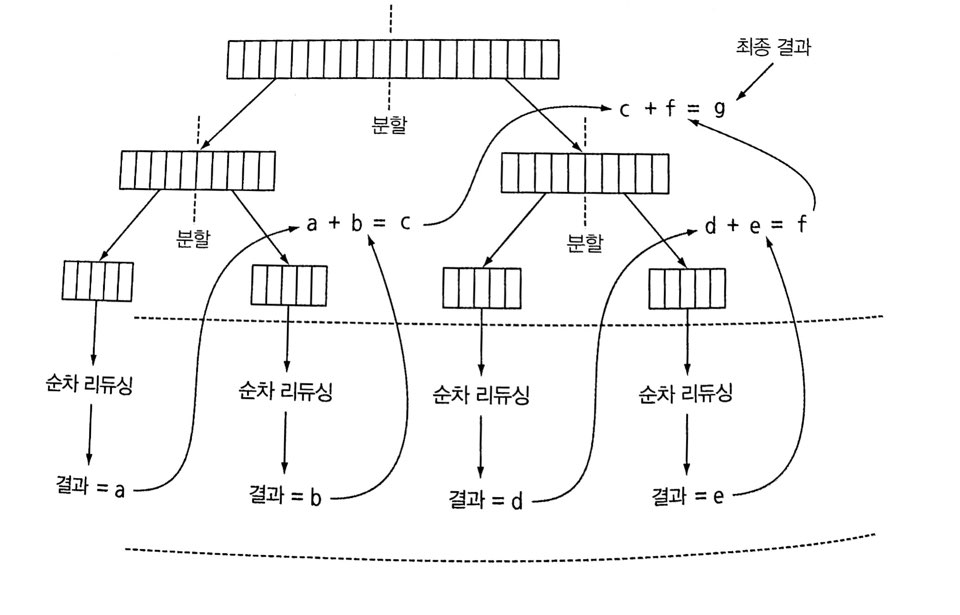 최종 결과
c + f = g
분할
a + b = c
분할
d + e = f
분할
순차 리듀싱
순차 리듀싱
순차 리듀싱
순차 리듀싱
결과 = a
결과 = b
결과 = d
결과 = e